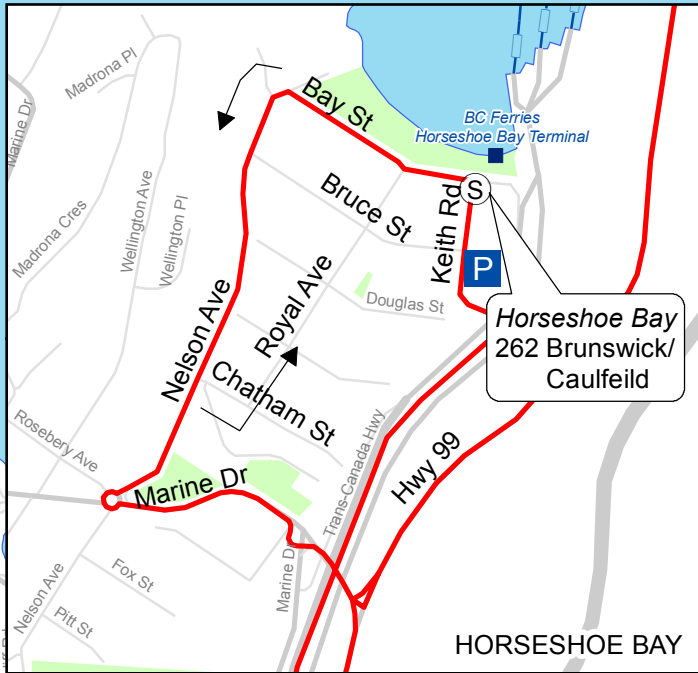 Madrona Pl
Marine Dr
Bay St
BC Ferries
Horseshoe Bay Terminal
Wellington Ave
Wellington Pl
Madrona Cres
Bruce St
S
Keith Rd
P
Douglas St
Royal Ave
Nelson Ave
Horseshoe Bay
262 Brunswick/
Caulfeild
Chatham St
Rosebery Ave
Trans-Canada Hwy
Hwy 99
Marine Dr
Marine Dr
Nelson Ave
Fox St
Pitt St
HORSESHOE BAY